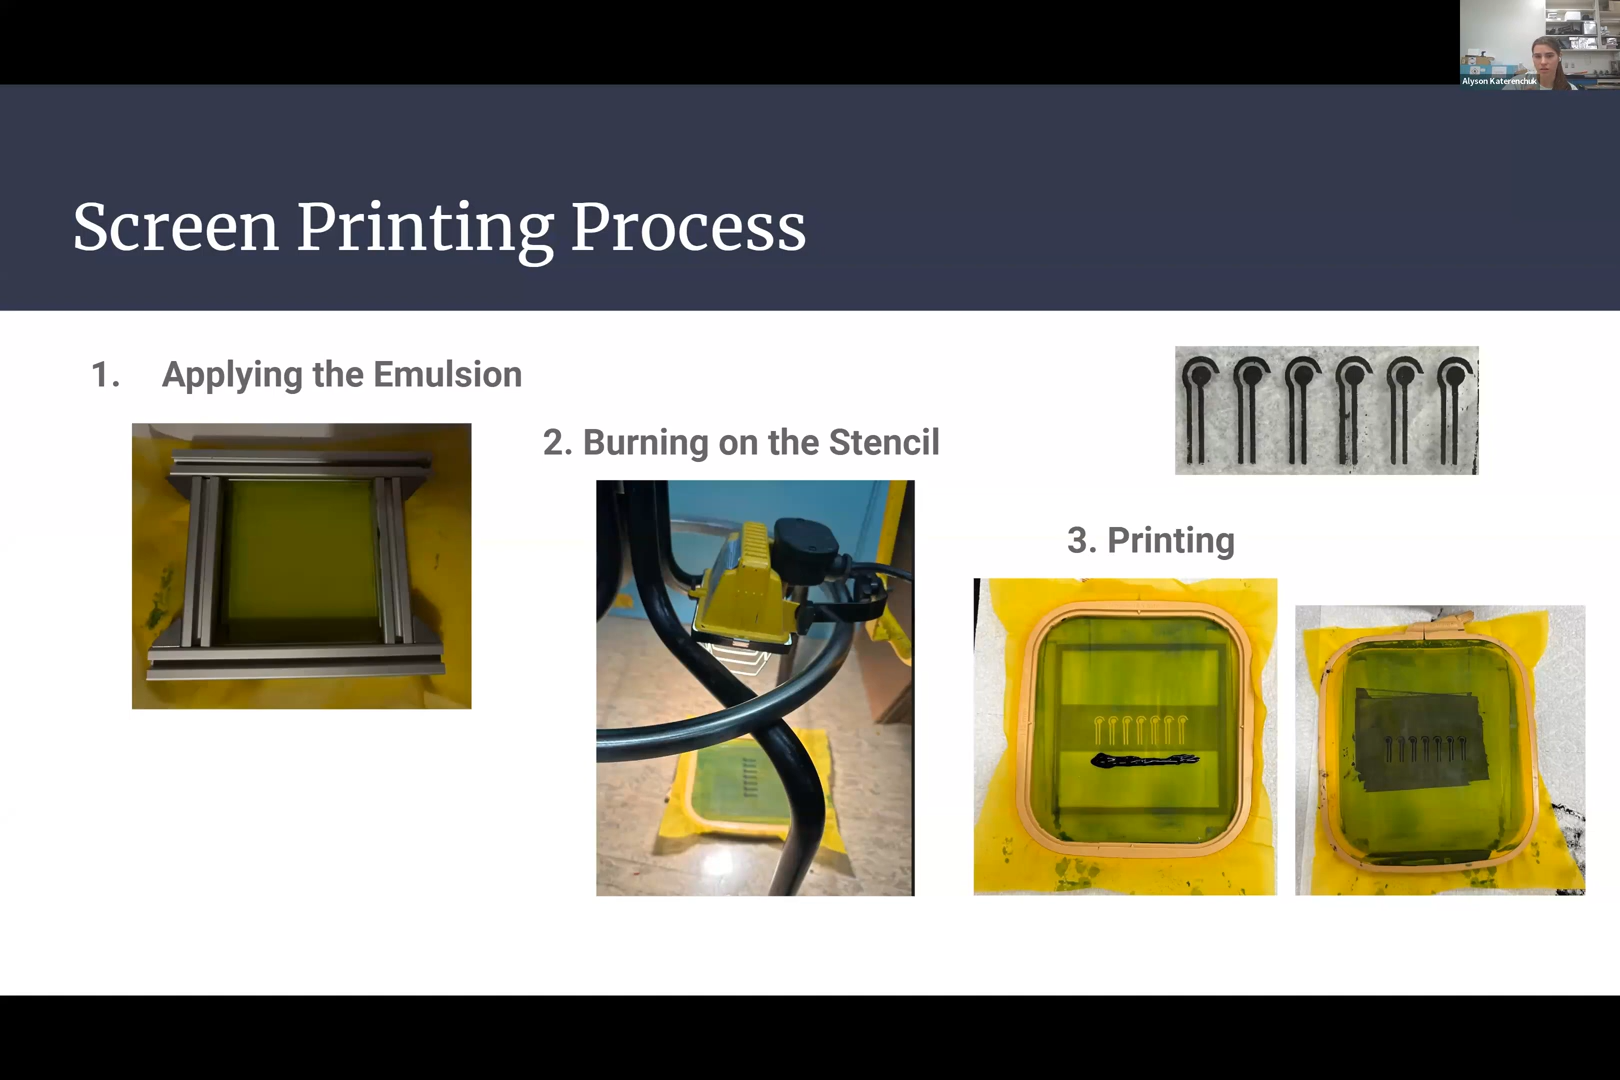 Alyson Katerenchuk
Screen Printing Process
1. Applying the Emulsion
2. Burning on the Stencil
3. Printing